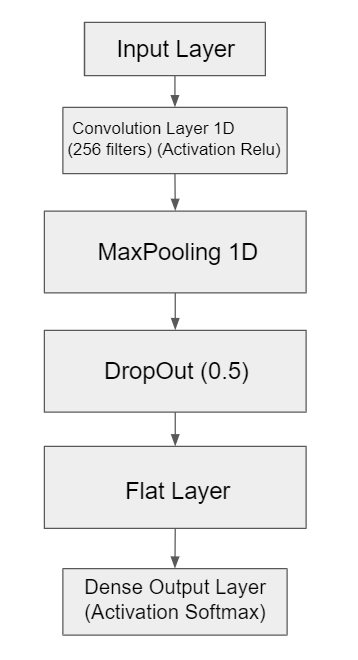 Input Layer
Convolution Layer 1D
(256 filters) (Activation Relu)
MaxPooling 1D
DropOut (0.5)
Flat Layer
Dense Output Layer
(Activation Softmax)